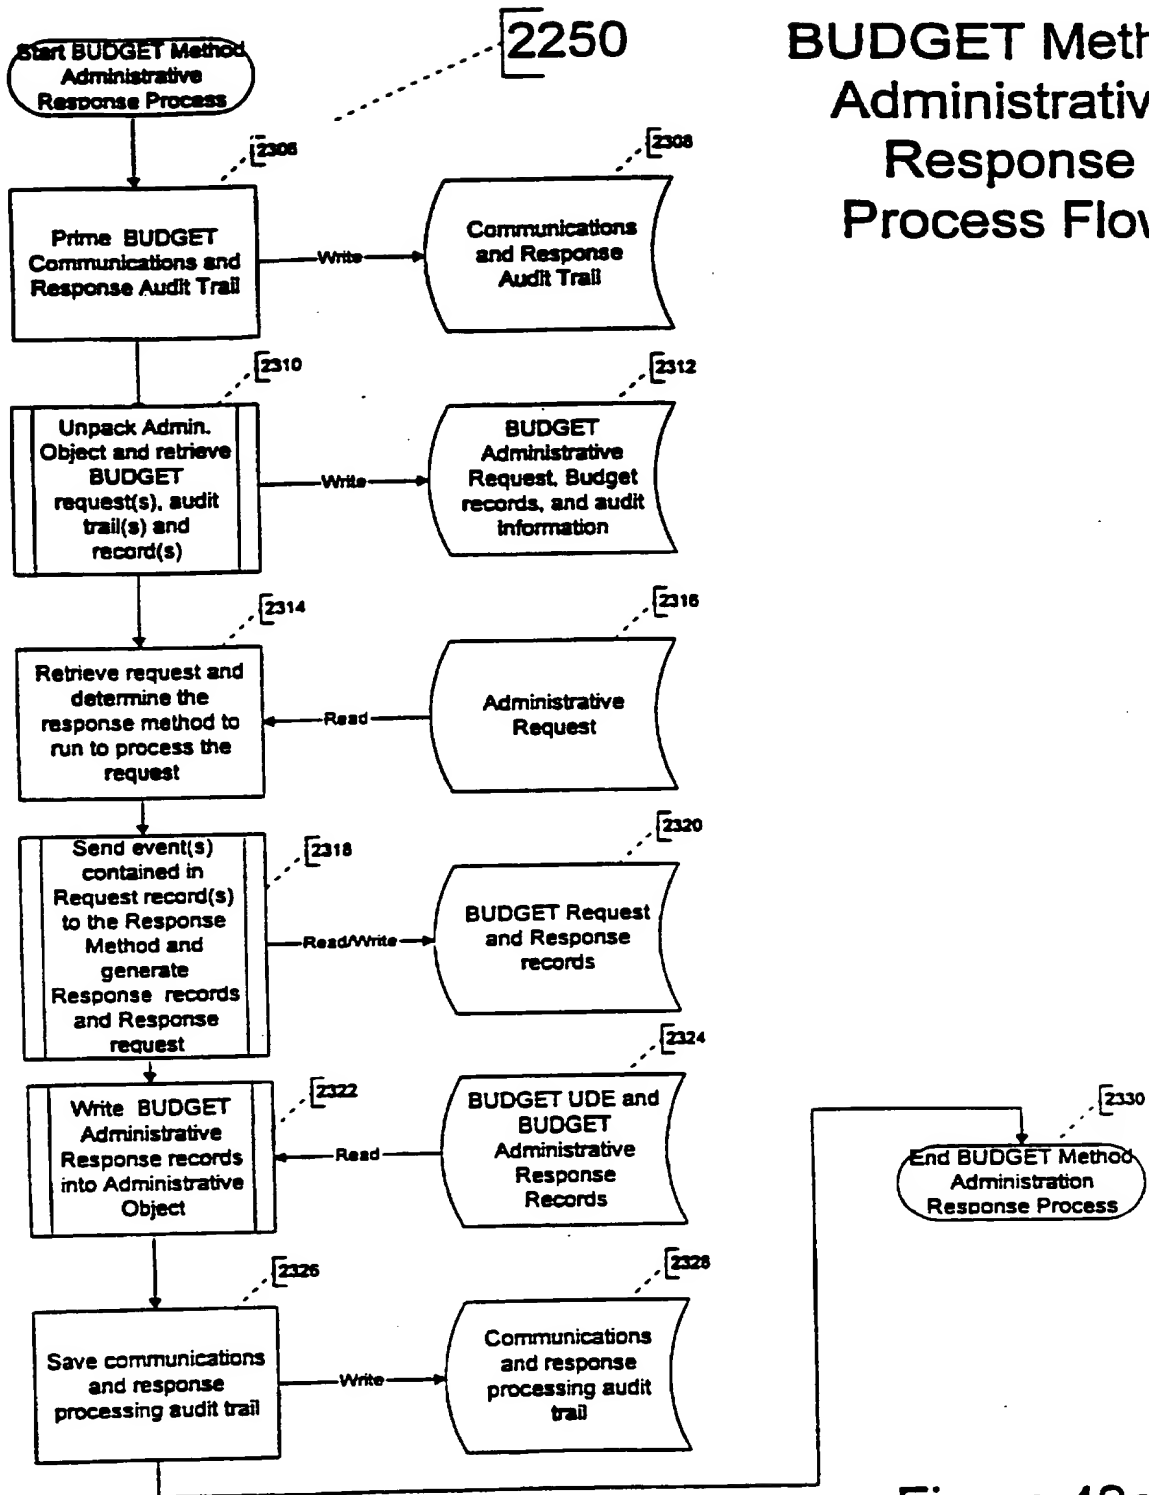 2250
BUDGET Meth
Administrativ
Response
Process Flow
Start BUDGET Method
Administrative
Response Process
2306
Prime BUDGET
Communications and
Response Audit Trail
Write
2308
Communications
and Response
Audit Trail
2310
Unpack Admin.
Object and retrieve
BUDGET
request(s), audit
trail(s) and
record(s)
Write
2312
BUDGET
Administrative
Request, Budget
records, and audit
information
2314
Retrieve request and
determine the
response method to
run to process the
request
Read
2316
Administrative
Request
2318
Send event(s)
contained in
Request record(s)
to the Response
Method and
generate
Response records
and Response
request
Read/Write
2320
BUDGET Request
and Response
records
2322
Write BUDGET
Administrative
Response records
into Administrative
Object
Read
2324
BUDGET UDE and
BUDGET
Administrative
Response
Records
2326
Save communications
and response
processing audit trail
Write
2328
Communications
and response
processing audit
trail
2330
End BUDGET Method
Administration
Response Process